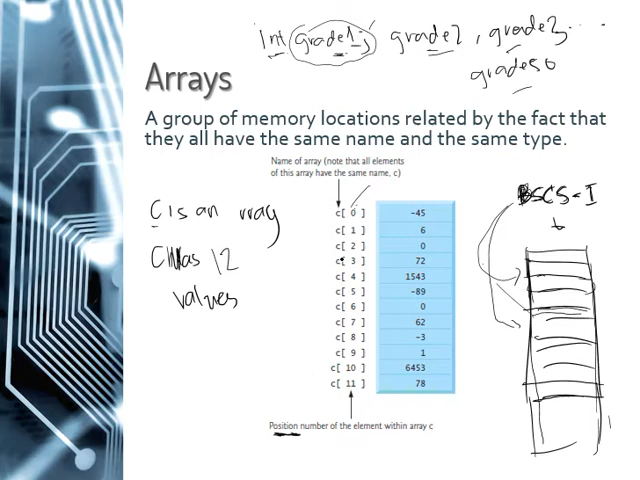 int grade1; grade2, grade3 ....
grade50
Arrays
A group of memory locations related by the fact that
they all have the same name and the same type.
Name of array (note that all elements
of this array have the same name, c)
BSCS-I
C is an array
C has 12
values
c[ 0 ] -45
c[ 1 ] 6
c[ 2 ] 0
c[ 3 ] 72
c[ 4 ] 1543
c[ 5 ] -89
c[ 6 ] 0
c[ 7 ] 62
c[ 8 ] -3
c[ 9 ] 1
c[ 10 ] 6453
c[ 11 ] 78
Position number of the element within array c